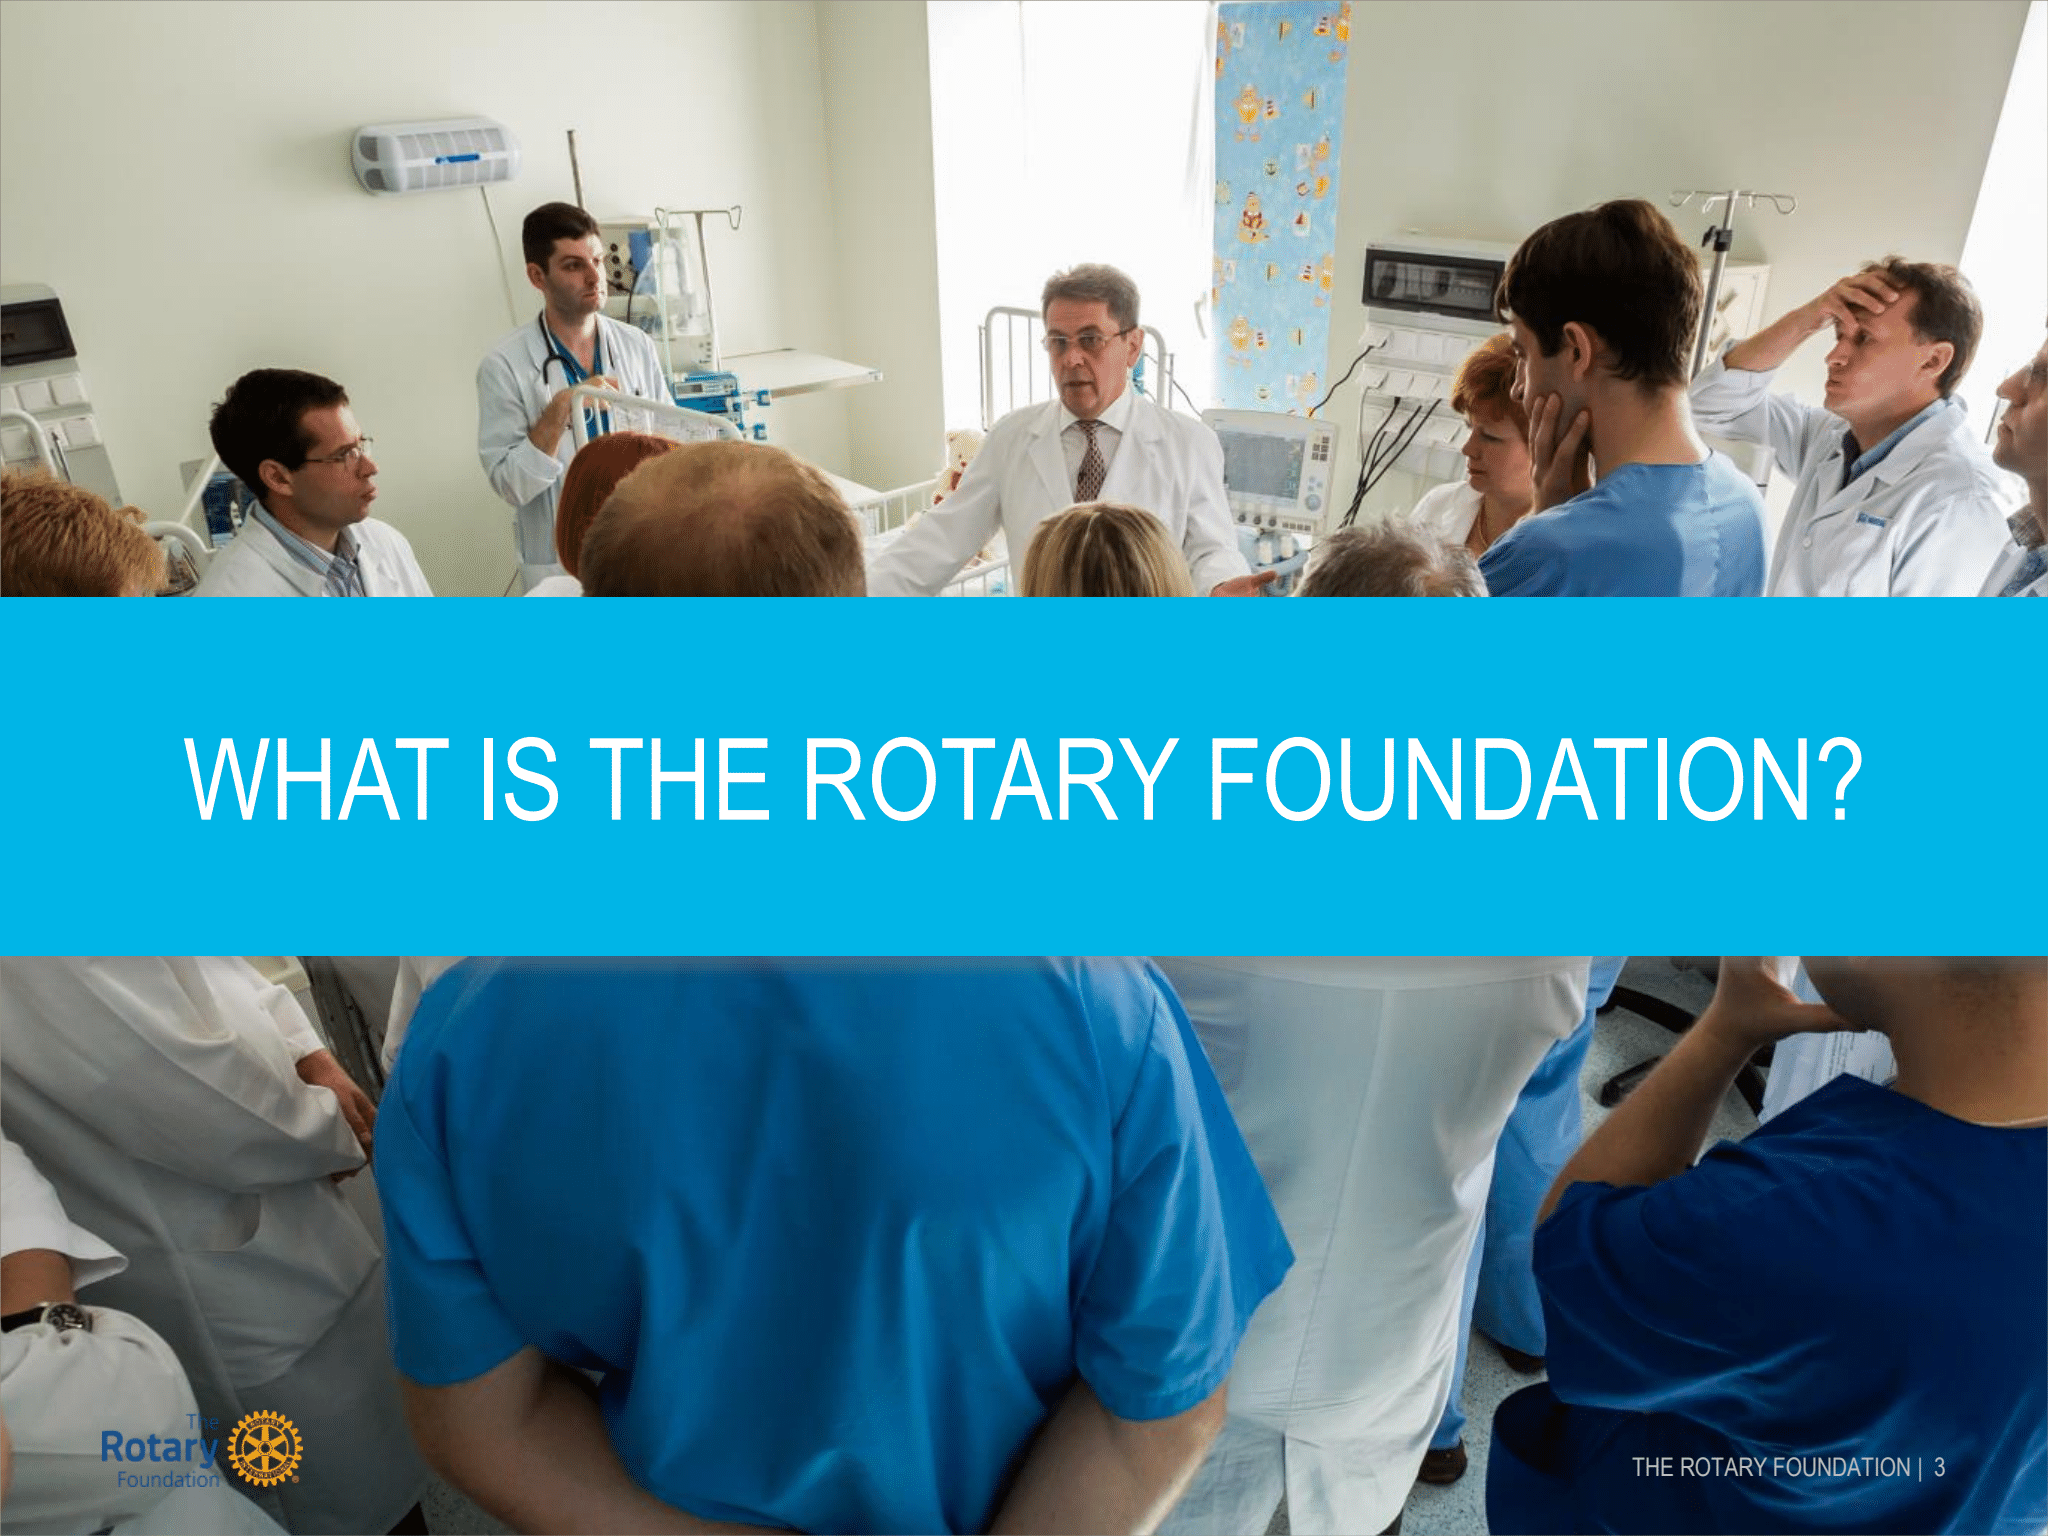 WHAT IS THE ROTARY FOUNDATION?
The
Rotary
Foundation
THE ROTARY FOUNDATION | 3